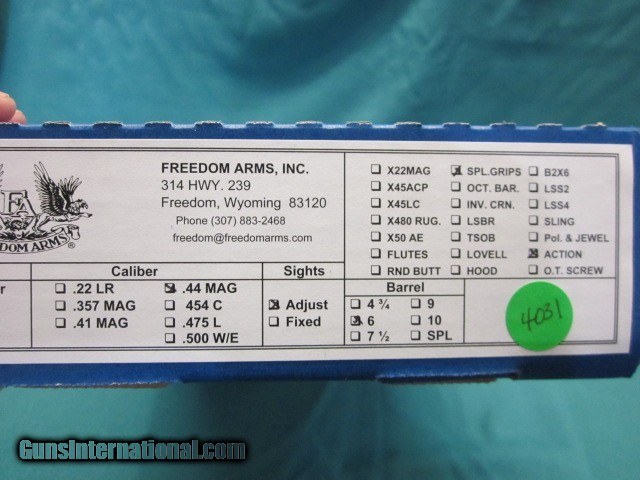 FREEDOM ARMS, INC.
314 HWY. 239
Freedom, Wyoming 83120
Phone (307) 883-2468
freedom@freedomarms.com
FA
EDOM ARMS ®
X22MAG
X45ACP
X45LC
X480 RUG.
X50 AE
FLUTES
RND BUTT
SPL.GRIPS
OCT. BAR.
INV. CRN.
LSBR
TSOB
LOVELL
HOOD
B2X6
LSS2
LSS4
SLING
Pol. & JEWEL
ACTION
O.T. SCREW
r
Caliber
.22 LR
.357 MAG
.41 MAG
.44 MAG
.454 C
.475 L
.500 W/E
Sights
Adjust
Fixed
Barrel
4 ¾
6
7 ½
9
10
SPL
4031
GunsInternational.com